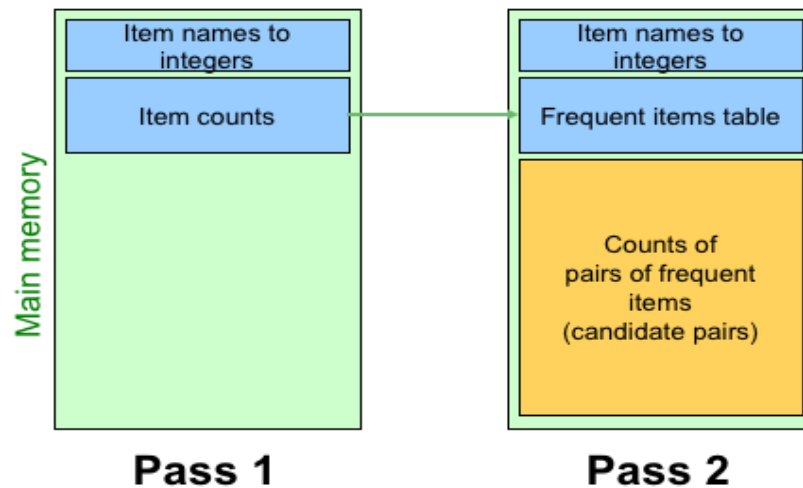 Main memory
Item names to
integers
Item counts
Item names to
integers
Frequent items table
Counts of
pairs of frequent
items
(candidate pairs)
Pass 1
Pass 2